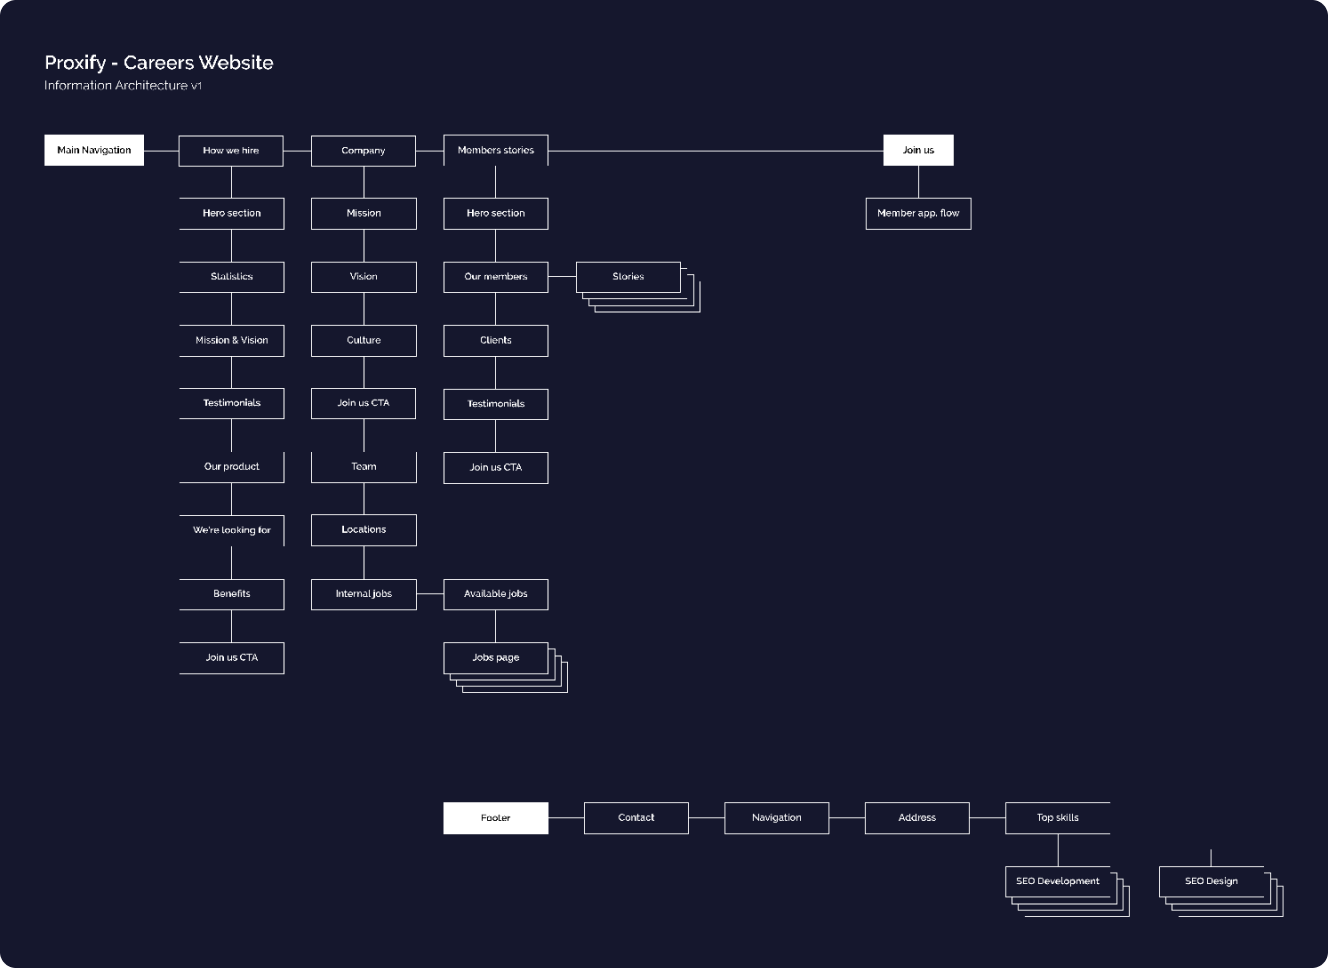 Proxify - Careers Website
Information Architecture v1
Main Navigation
How we hire
Company
Members stories
Join us
Hero section
Mission
Hero section
Member app. flow
Statistics
Vision
Our members
Stories
Mission & Vision
Culture
Clients
Testimonials
Join us CTA
Testimonials
Our product
Team
Join us CTA
We're looking for
Locations
Benefits
Internal jobs
Available jobs
Join us CTA
Jobs page
Footer
Contact
Navigation
Address
Top skills
SEO Development
SEO Design